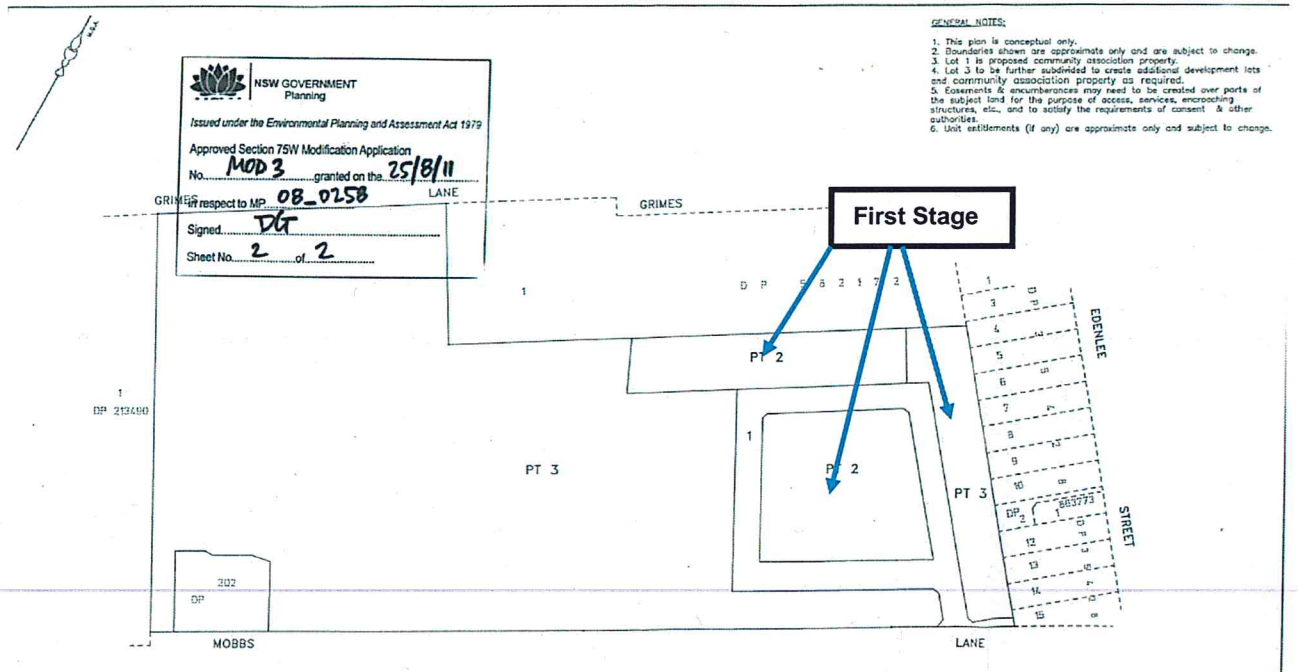 M.G.A.
GENERAL NOTES:
1. This plan is conceptual only.
2. Boundaries shown are approximate only and are subject to change.
3. Lot 1 is proposed community association property.
4. Lot 3 to be further subdivided to create additional development lots
and community association property as required.
5. Easements & encumberances may need to be created over parts of
the subject land for the purpose of access, services, encroaching
structures, etc., and to satisfy the requirements of consent & other
authorities.
6. Unit entitlements (if any) are approximate only and subject to change.
NSW GOVERNMENT
Planning
Issued under the Environmental Planning and Assessment Act 1979
Approved Section 75W Modification Application
No. MOD 3 granted on the 25/8/11
in respect to MP 08_0258
Signed DG
Sheet No. 2 of 2
GRIMES
LANE
GRIMES
First Stage
1
DP
1
3
4
5
6
7
8
9
10
DP
2
1
863773
12
13
14
15
EDENLEE
STREET
PT 2
1
DP 213490
1
PT 3
PT 2
PT 3
202
DP
MOBBS
LANE